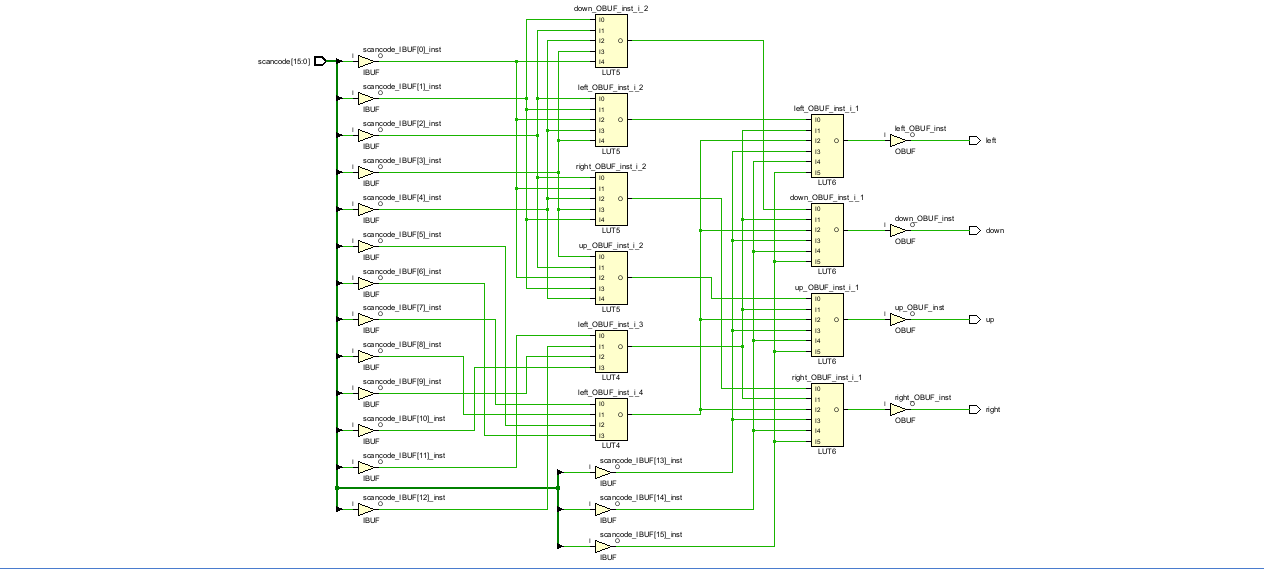 down_OBUF_inst_i_2
I0
I1
I2 O
I3
I4
LUT5
scancode[15:0]
scancode_IBUF[0]_inst
I O
IBUF
scancode_IBUF[1]_inst
I O
IBUF
scancode_IBUF[2]_inst
I O
IBUF
scancode_IBUF[3]_inst
I O
IBUF
scancode_IBUF[4]_inst
I O
IBUF
scancode_IBUF[5]_inst
I O
IBUF
scancode_IBUF[6]_inst
I O
IBUF
scancode_IBUF[7]_inst
I O
IBUF
scancode_IBUF[8]_inst
I O
IBUF
scancode_IBUF[9]_inst
I O
IBUF
scancode_IBUF[10]_inst
I O
IBUF
scancode_IBUF[11]_inst
I O
IBUF
scancode_IBUF[12]_inst
I O
IBUF
left_OBUF_inst_i_2
I0
I1
I2 O
I3
I4
LUT5
right_OBUF_inst_i_2
I0
I1
I2 O
I3
I4
LUT5
up_OBUF_inst_i_2
I0
I1
I2 O
I3
I4
LUT5
left_OBUF_inst_i_3
I0
I1 O
I2
I3
LUT4
left_OBUF_inst_i_4
I0
I1 O
I2
I3
LUT4
scancode_IBUF[13]_inst
I O
IBUF
scancode_IBUF[14]_inst
I O
IBUF
scancode_IBUF[15]_inst
I O
IBUF
left_OBUF_inst_i_1
I0
I1
I2 O
I3
I4
I5
LUT6
down_OBUF_inst_i_1
I0
I1
I2 O
I3
I4
I5
LUT6
up_OBUF_inst_i_1
I0
I1
I2 O
I3
I4
I5
LUT6
right_OBUF_inst_i_1
I0
I1
I2 O
I3
I4
I5
LUT6
left_OBUF_inst
I O
OBUF
left
down_OBUF_inst
I O
OBUF
down
up_OBUF_inst
I O
OBUF
up
right_OBUF_inst
I O
OBUF
right